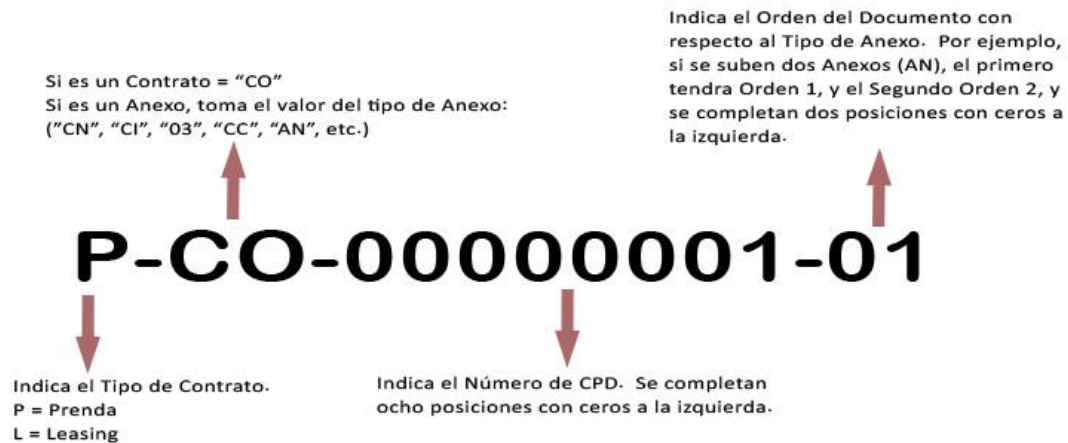 Indica el Orden del Documento con
respecto al Tipo de Anexo. Por ejemplo,
si se suben dos Anexos (AN), el primero
tendra Orden 1, y el Segundo Orden 2, y
se completan dos posiciones con ceros a
la izquierda.
Si es un Contrato = “CO”
Si es un Anexo, toma el valor del tipo de Anexo:
(”CN”, “CI”, “03”, “CC”, “AN”, etc.)
P-CO-00000001-01
Indica el Tipo de Contrato.
P = Prenda
L = Leasing
Indica el Número de CPD. Se completan
ocho posiciones con ceros a la izquierda.